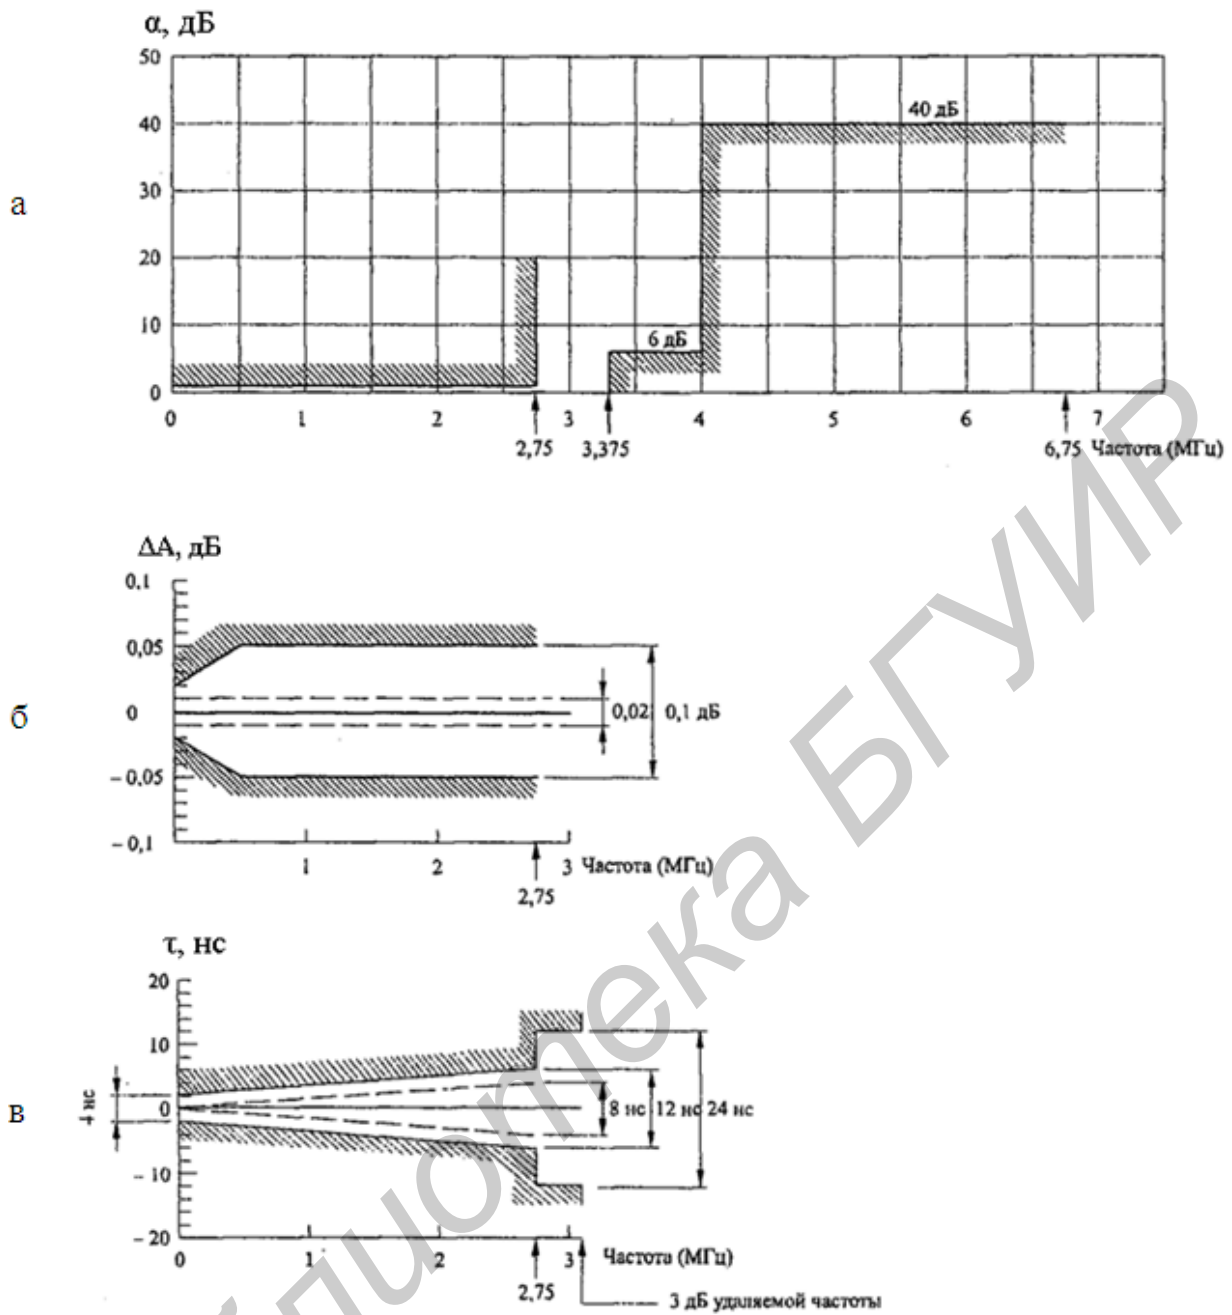 α, дБ
50
40
30
20
10
0
40 дБ
6 дБ
0 1 2 3 4 5 6 7
2,75 3,375 6,75 Частота (МГц)
а
ΔА, дБ
0,1
0,05
0
– 0,05
– 0,1
0,02 0,1 дБ
1 2 3 Частота (МГц)
2,75
б
τ, нс
20
10
0
– 10
– 20
4 нс
8 нс 12 нс 24 нс
0 1 2 3 Частота (МГц)
2,75
3 дБ удаляемой частоты
в
блиотека БГУИР